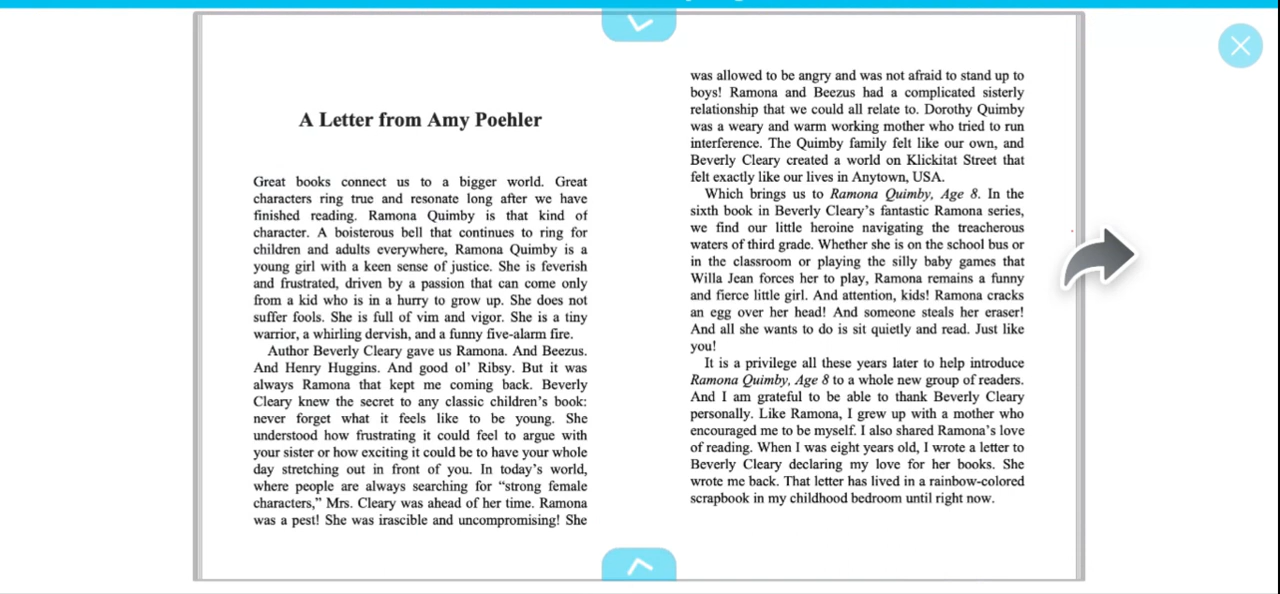 A Letter from Amy Poehler
Great books connect us to a bigger world. Great
characters ring true and resonate long after we have
finished reading. Ramona Quimby is that kind of
character. A boisterous bell that continues to ring for
children and adults everywhere, Ramona Quimby is a
young girl with a keen sense of justice. She is feverish
and frustrated, driven by a passion that can come only
from a kid who is in a hurry to grow up. She does not
suffer fools. She is full of vim and vigor. She is a tiny
warrior, a whirling dervish, and a funny five-alarm fire.
Author Beverly Cleary gave us Ramona. And Beezus.
And Henry Huggins. And good ol’ Ribsy. But it was
always Ramona that kept me coming back. Beverly
Cleary knew the secret to any classic children’s book:
never forget what it feels like to be young. She
understood how frustrating it could feel to argue with
your sister or how exciting it could be to have your whole
day stretching out in front of you. In today’s world,
where people are always searching for “strong female
characters,” Mrs. Cleary was ahead of her time. Ramona
was a pest! She was irascible and uncompromising! She
was allowed to be angry and was not afraid to stand up to
boys! Ramona and Beezus had a complicated sisterly
relationship that we could all relate to. Dorothy Quimby
was a weary and warm working mother who tried to run
interference. The Quimby family felt like our own, and
Beverly Cleary created a world on Klickitat Street that
felt exactly like our lives in Anytown, USA.
Which brings us to Ramona Quimby, Age 8. In the
sixth book in Beverly Cleary’s fantastic Ramona series,
we find our little heroine navigating the treacherous
waters of third grade. Whether she is on the school bus or
in the classroom or playing the silly baby games that
Willa Jean forces her to play, Ramona remains a funny
and fierce little girl. And attention, kids! Ramona cracks
an egg over her head! And someone steals her eraser!
And all she wants to do is sit quietly and read. Just like
you!
It is a privilege all these years later to help introduce
Ramona Quimby, Age 8 to a whole new group of readers.
And I am grateful to be able to thank Beverly Cleary
personally. Like Ramona, I grew up with a mother who
encouraged me to be myself. I also shared Ramona’s love
of reading. When I was eight years old, I wrote a letter to
Beverly Cleary declaring my love for her books. She
wrote me back. That letter has lived in a rainbow-colored
scrapbook in my childhood bedroom until right now.